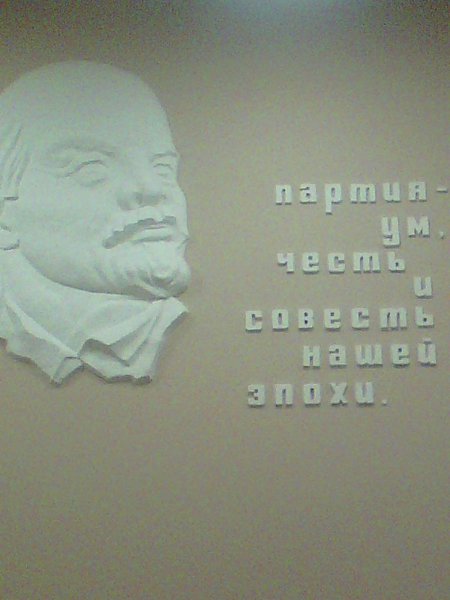 партия-
ум,
честь
и
совесть
нашей
эпохи.